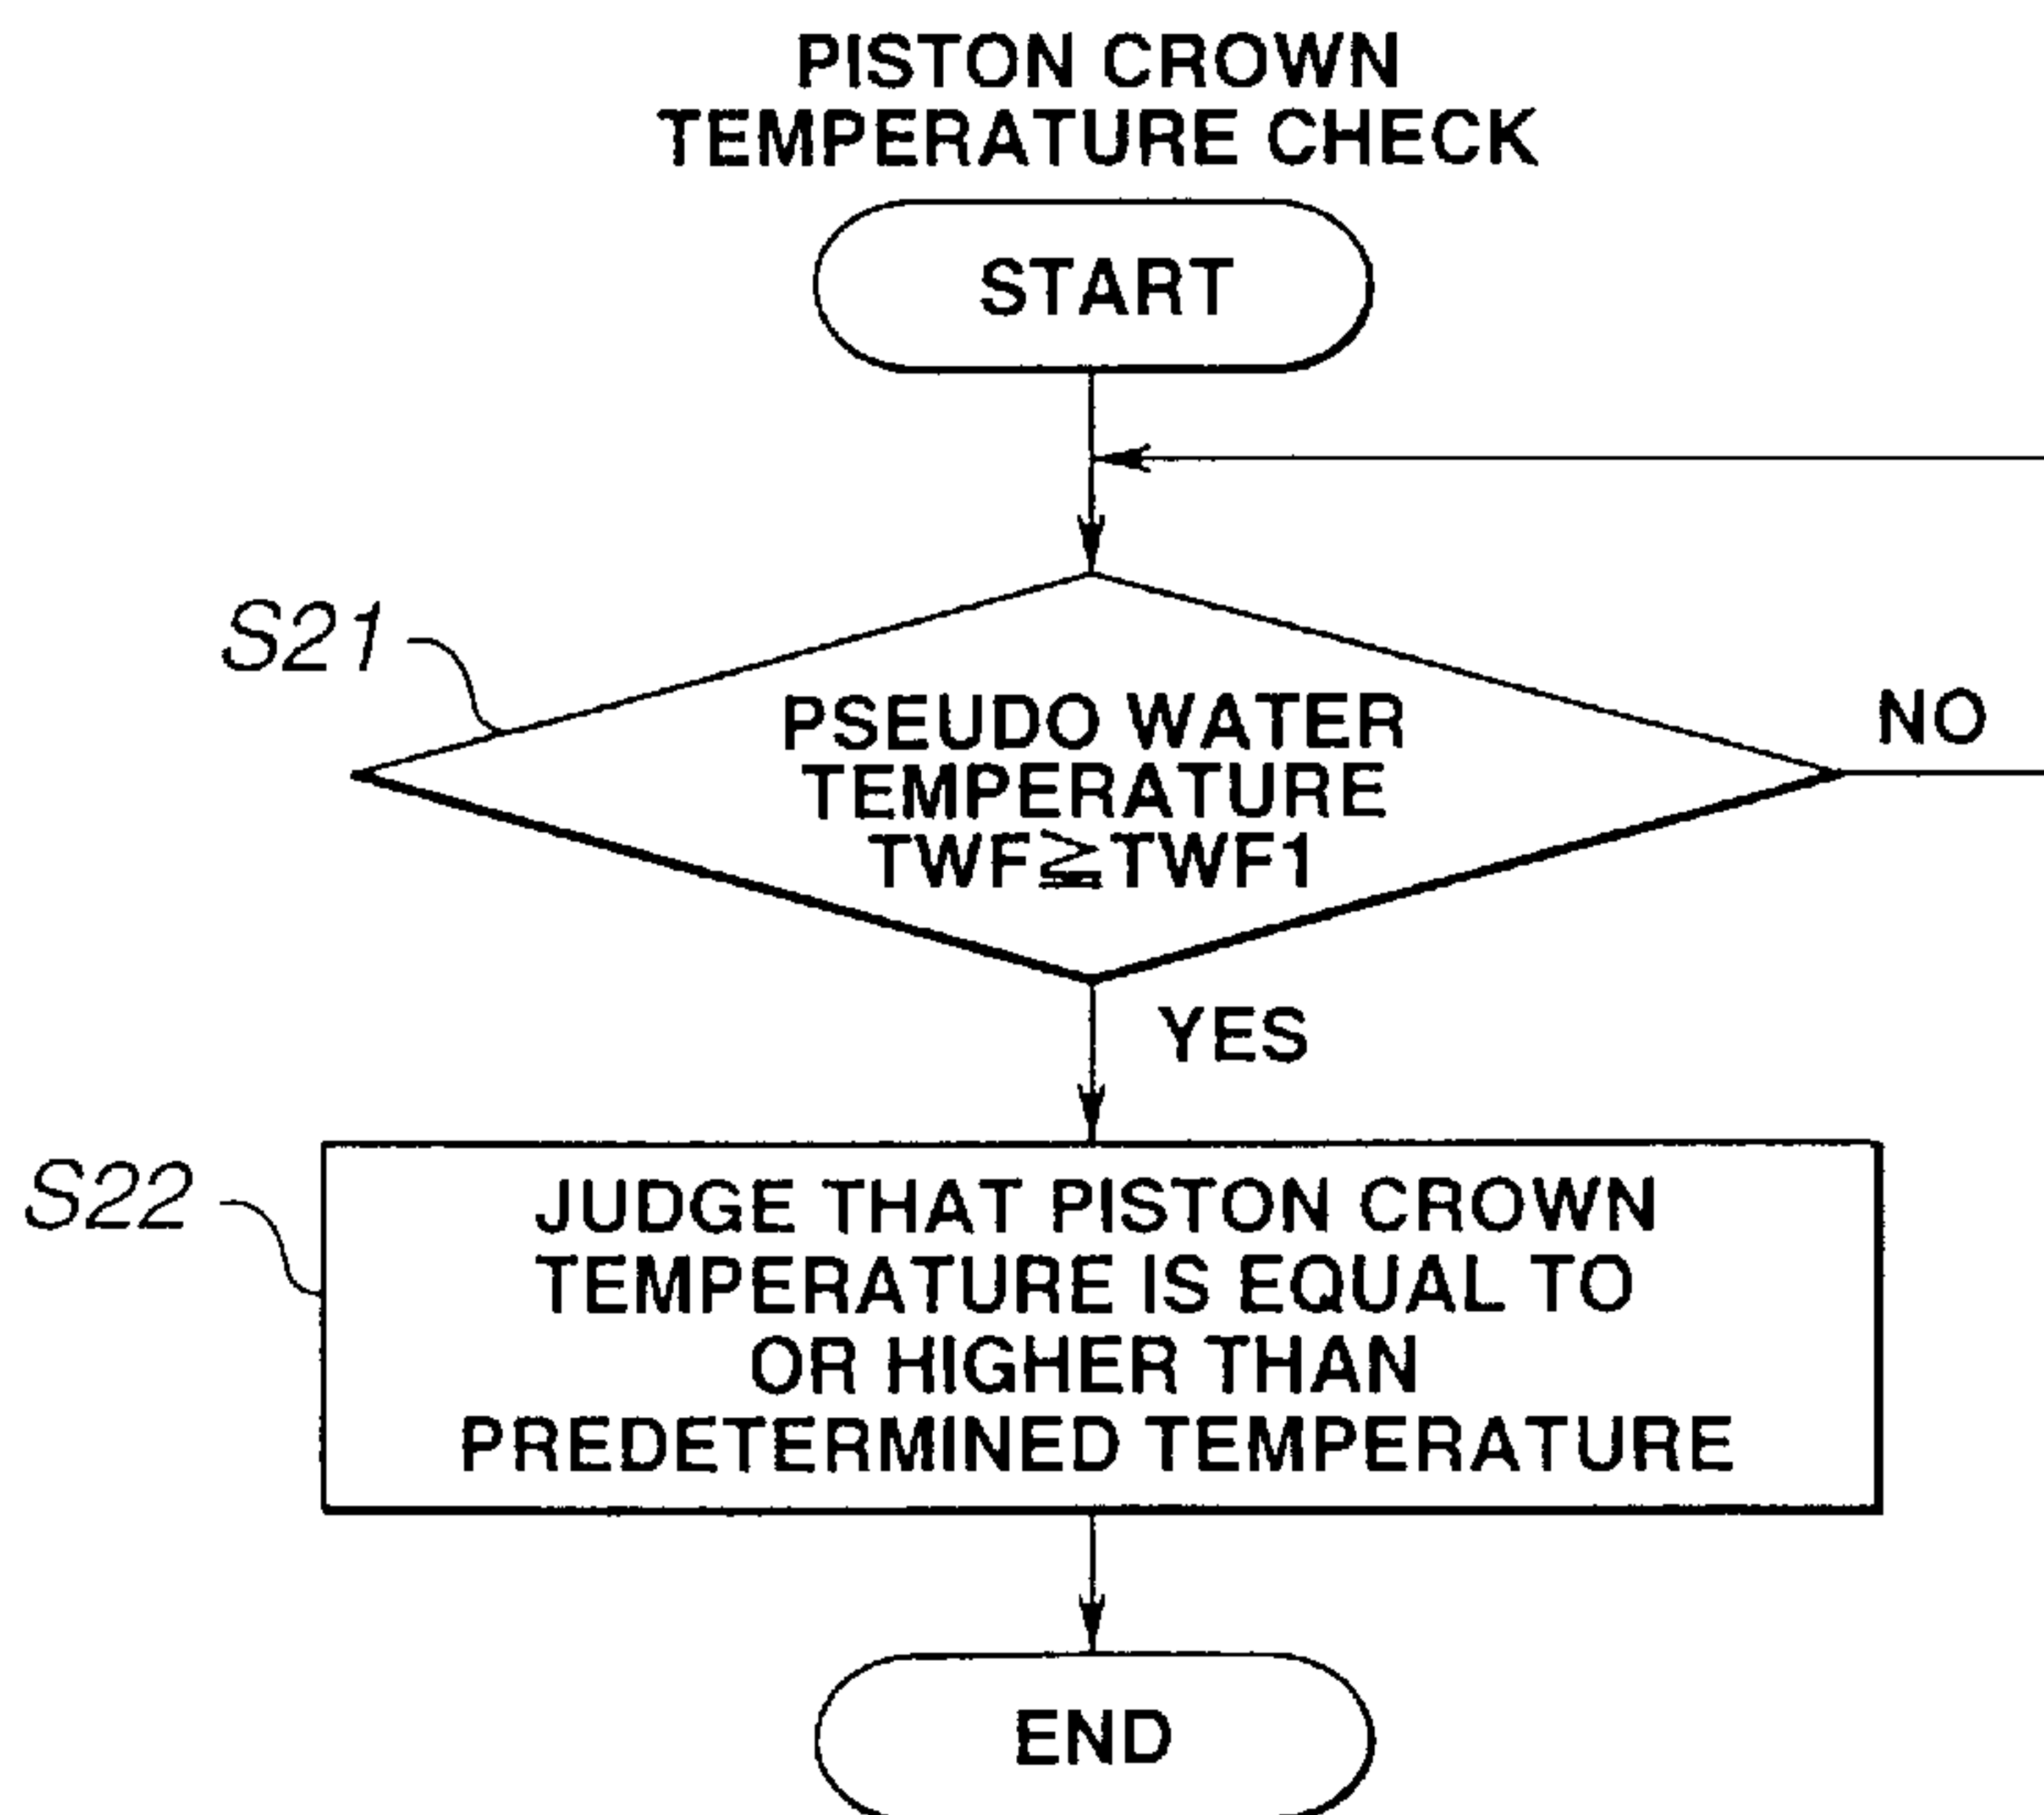 PISTON CROWN
TEMPERATURE CHECK
START
S21
PSEUDO WATER
TEMPERATURE
TWF≧TWF1
NO
YES
S22
JUDGE THAT PISTON CROWN
TEMPERATURE IS EQUAL TO
OR HIGHER THAN
PREDETERMINED TEMPERATURE
END